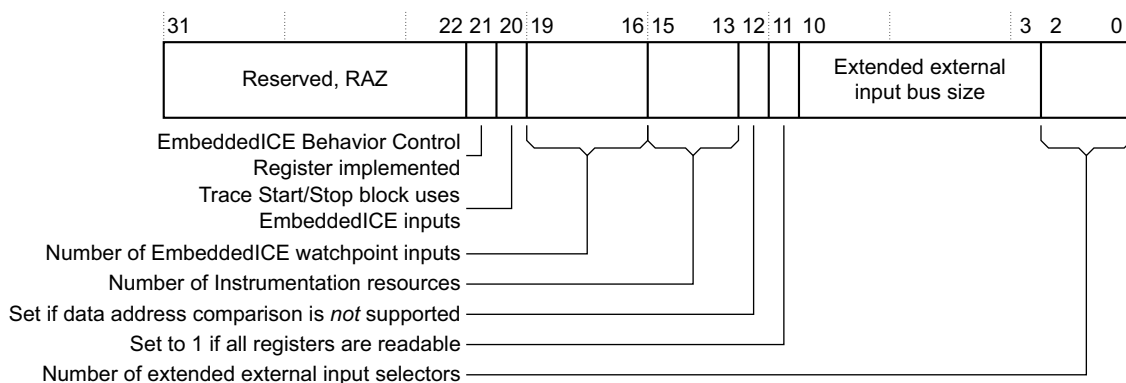 31 22 21 20 19 16 15 13 12 11 10 3 2 0
Reserved, RAZ
Extended external
input bus size
EmbeddedICE Behavior Control
Register implemented
Trace Start/Stop block uses
EmbeddedICE inputs
Number of EmbeddedICE watchpoint inputs
Number of Instrumentation resources
Set if data address comparison is not supported
Set to 1 if all registers are readable
Number of extended external input selectors